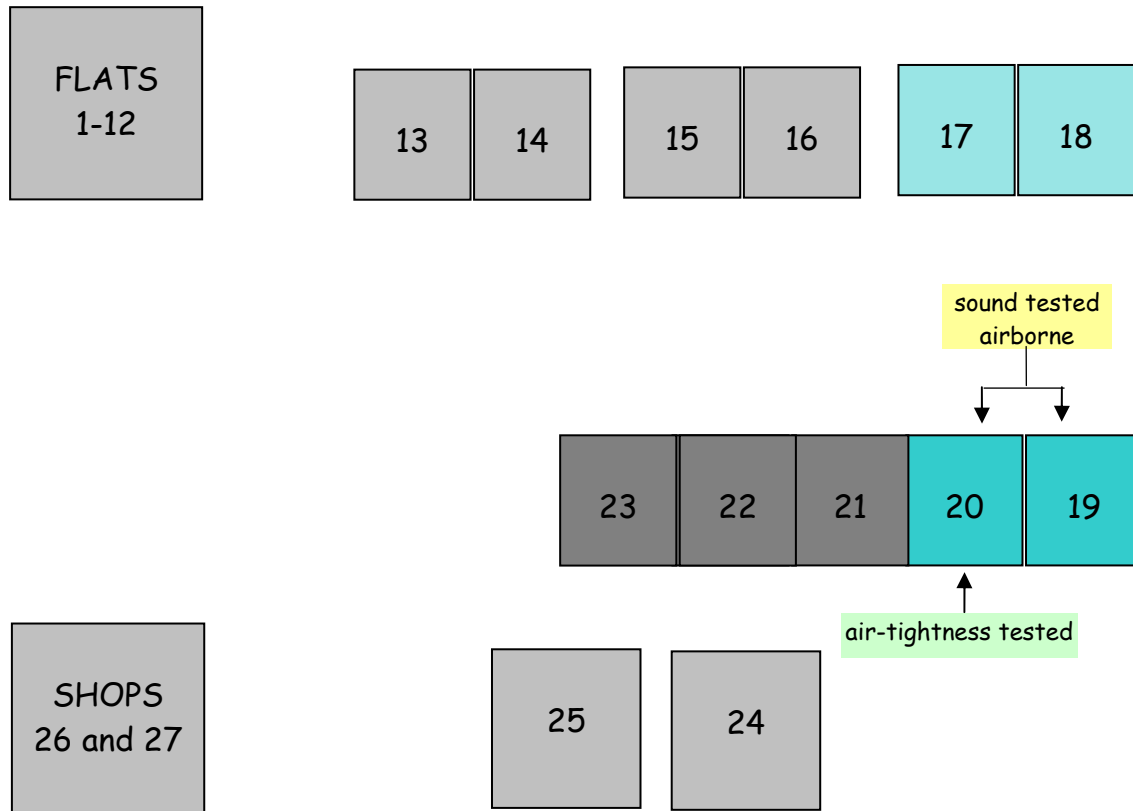 FLATS
1-12
13
14
15
16
17
18
sound tested
airborne
23
22
21
20
19
air-tightness tested
SHOPS
26 and 27
25
24